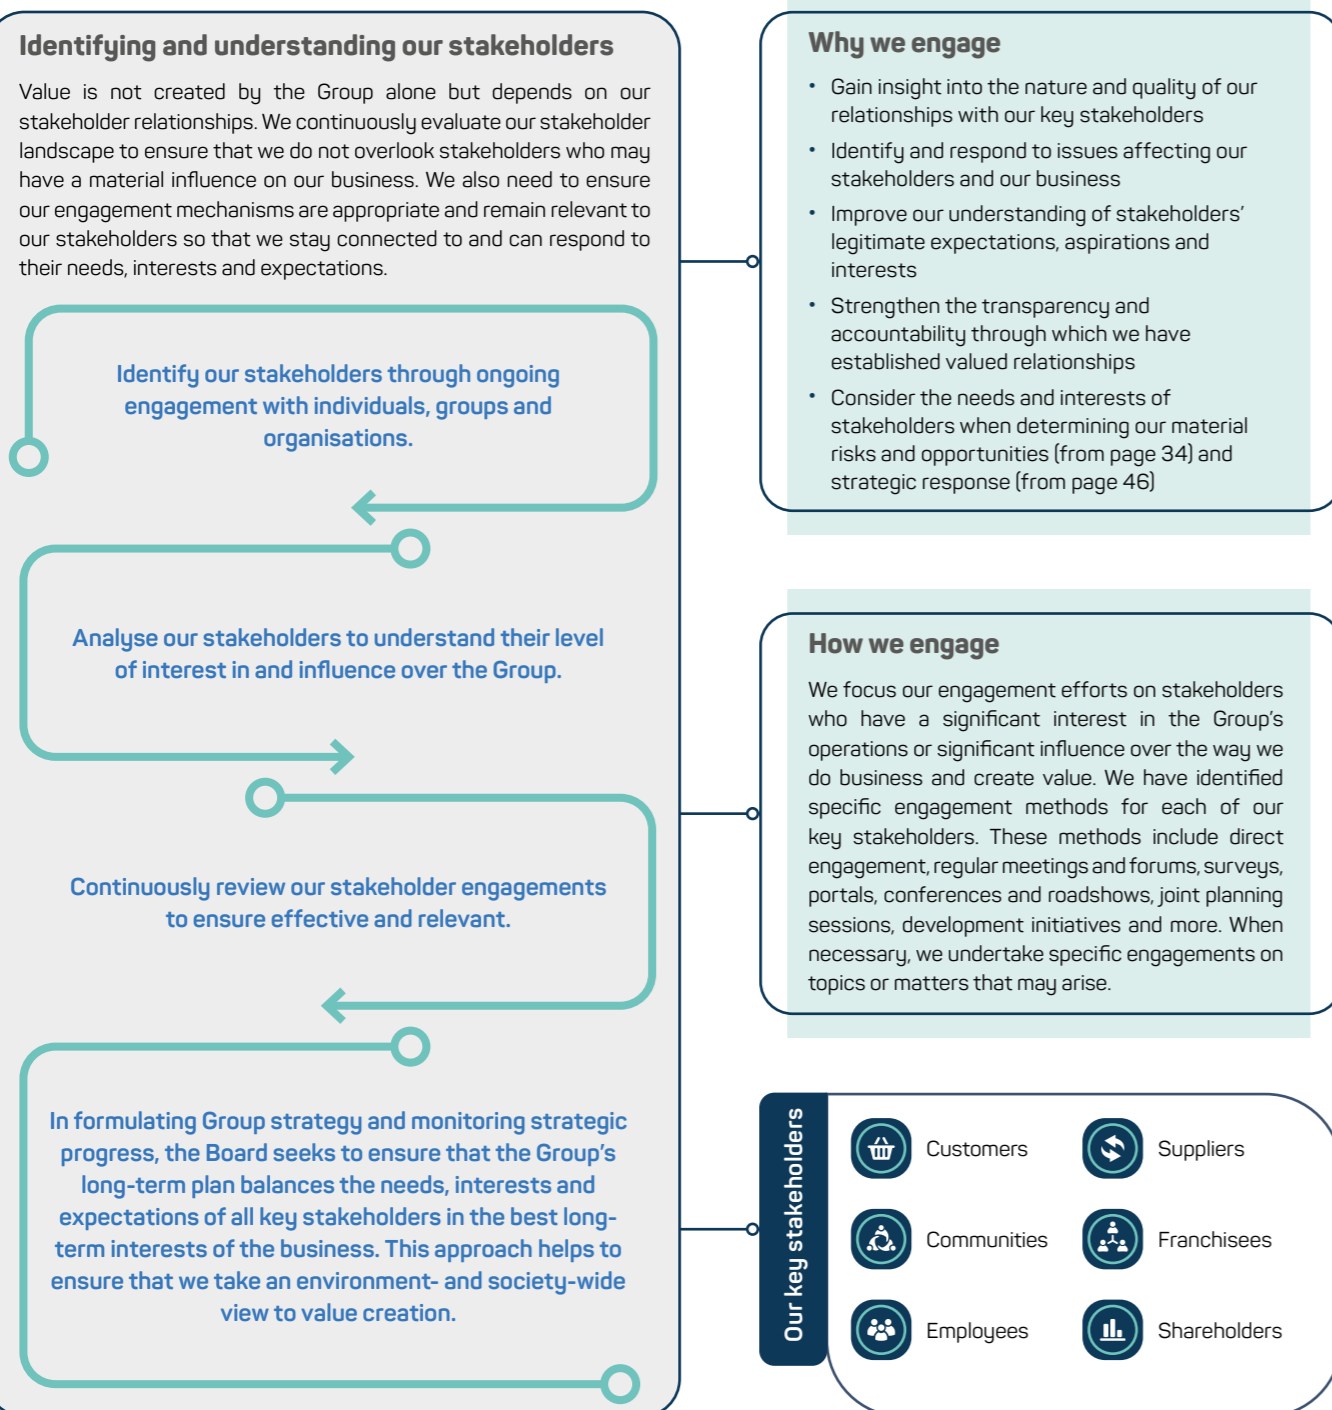 Identifying and understanding our stakeholders
Value is not created by the Group alone but depends on our
stakeholder relationships. We continuously evaluate our stakeholder
landscape to ensure that we do not overlook stakeholders who may
have a material influence on our business. We also need to ensure
our engagement mechanisms are appropriate and remain relevant to
our stakeholders so that we stay connected to and can respond to
their needs, interests and expectations.
Identify our stakeholders through ongoing
engagement with individuals, groups and
organisations.
Analyse our stakeholders to understand their level
of interest in and influence over the Group.
Continuously review our stakeholder engagements
to ensure effective and relevant.
In formulating Group strategy and monitoring strategic
progress, the Board seeks to ensure that the Group's
long-term plan balances the needs, interests and
expectations of all key stakeholders in the best long-
term interests of the business. This approach helps to
ensure that we take an environment- and society-wide
view to value creation.
Why we engage
• Gain insight into the nature and quality of our
relationships with our key stakeholders
• Identify and respond to issues affecting our
stakeholders and our business
• Improve our understanding of stakeholders'
legitimate expectations, aspirations and
interests
• Strengthen the transparency and
accountability through which we have
established valued relationships
• Consider the needs and interests of
stakeholders when determining our material
risks and opportunities (from page 34) and
strategic response (from page 46)
How we engage
We focus our engagement efforts on stakeholders
who have a significant interest in the Group's
operations or significant influence over the way we
do business and create value. We have identified
specific engagement methods for each of our
key stakeholders. These methods include direct
engagement, regular meetings and forums, surveys,
portals, conferences and roadshows, joint planning
sessions, development initiatives and more. When
necessary, we undertake specific engagements on
topics or matters that may arise.
Our key stakeholders
Customers
Suppliers
Communities
Franchisees
Employees
Shareholders